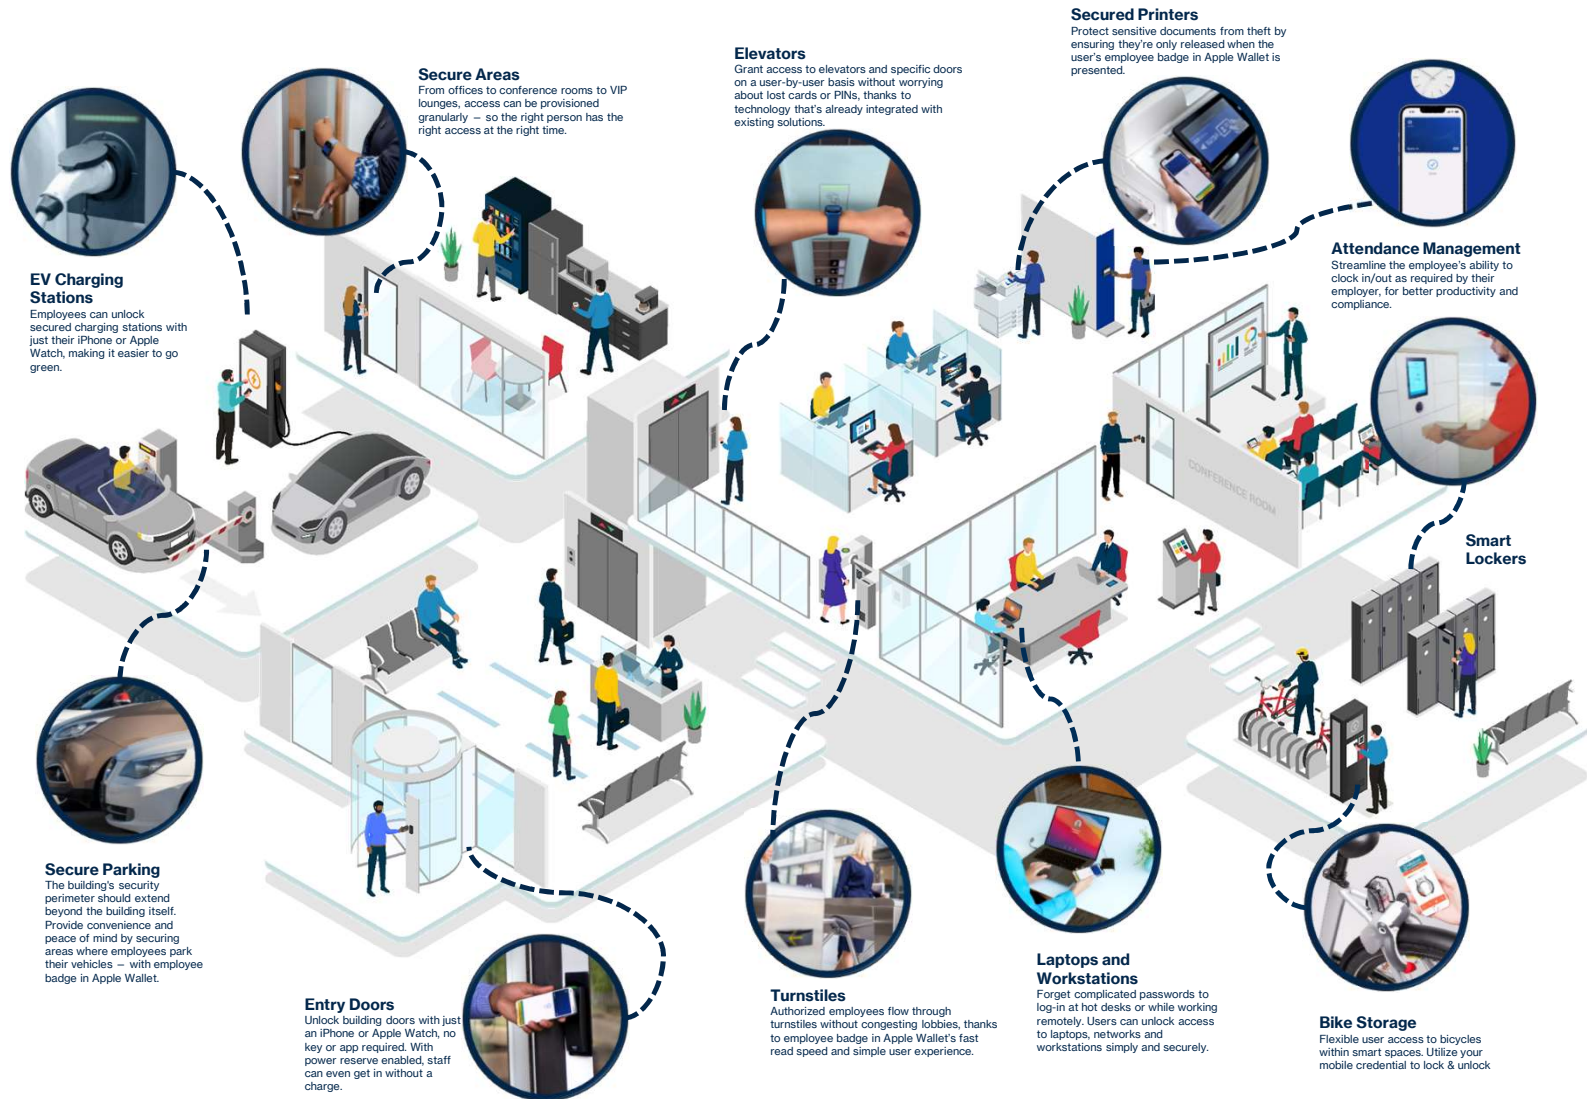 Secured Printers
Protect sensitive documents from theft by
ensuring they're only released when the
user's employee badge in Apple Wallet is
presented.
Elevators
Grant access to elevators and specific doors
on a user-by-user basis without worrying
about lost cards or PINs, thanks to
technology that's already integrated with
existing solutions.
Secure Areas
From offices to conference rooms to VIP
lounges, access can be provisioned
granularly – so the right person has the
right access at the right time.
Attendance Management
Streamline the employee's ability to
clock in/out as required by their
employer, for better productivity and
compliance.
EV Charging
Stations
Employees can unlock
secured charging stations with
just their iPhone or Apple
Watch, making it easier to go
green.
CONFERENCE ROOM
Smart
Lockers
Secure Parking
The building's security
perimeter should extend
beyond the building itself.
Provide convenience and
peace of mind by securing
areas where employees park
their vehicles – with employee
badge in Apple Wallet.
Entry Doors
Unlock building doors with just
an iPhone or Apple Watch, no
key or app required. With
power reserve enabled, staff
can even get in without a
charge.
Turnstiles
Authorized employees flow through
turnstiles without congesting lobbies, thanks
to employee badge in Apple Wallet's fast
read speed and simple user experience.
Laptops and
Workstations
Forget complicated passwords to
log-in at hot desks or while working
remotely. Users can unlock access
to laptops, networks and
workstations simply and securely.
Bike Storage
Flexible user access to bicycles
within smart spaces. Utilize your
mobile credential to lock & unlock